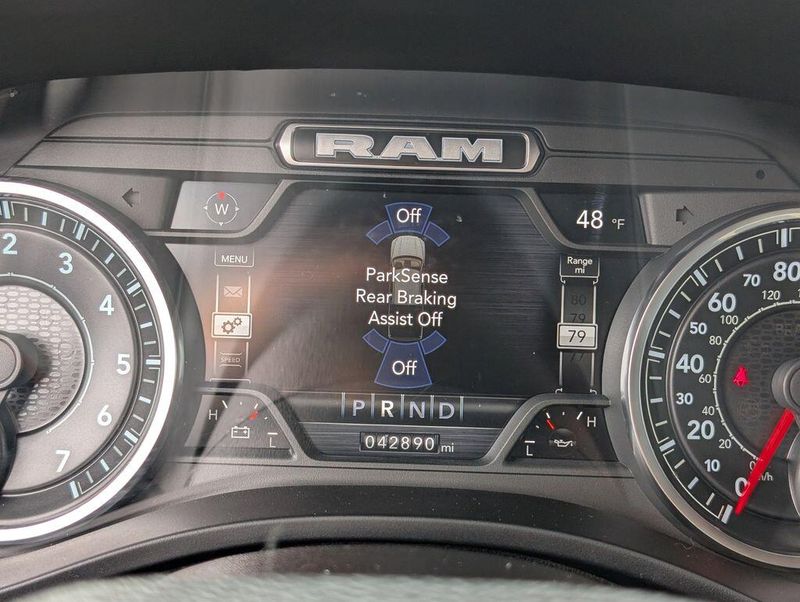 RAM
W
Off
48 °F
MENU
Range
mi
ParkSense
Rear Braking
Assist Off
80
79
79
77
SPEED
Off
PRND
H
L
042890 mi
L
H
2
3
4
5
6
7
0
10
20
30
40
50
60
70
80
20
40
60
80
100
120